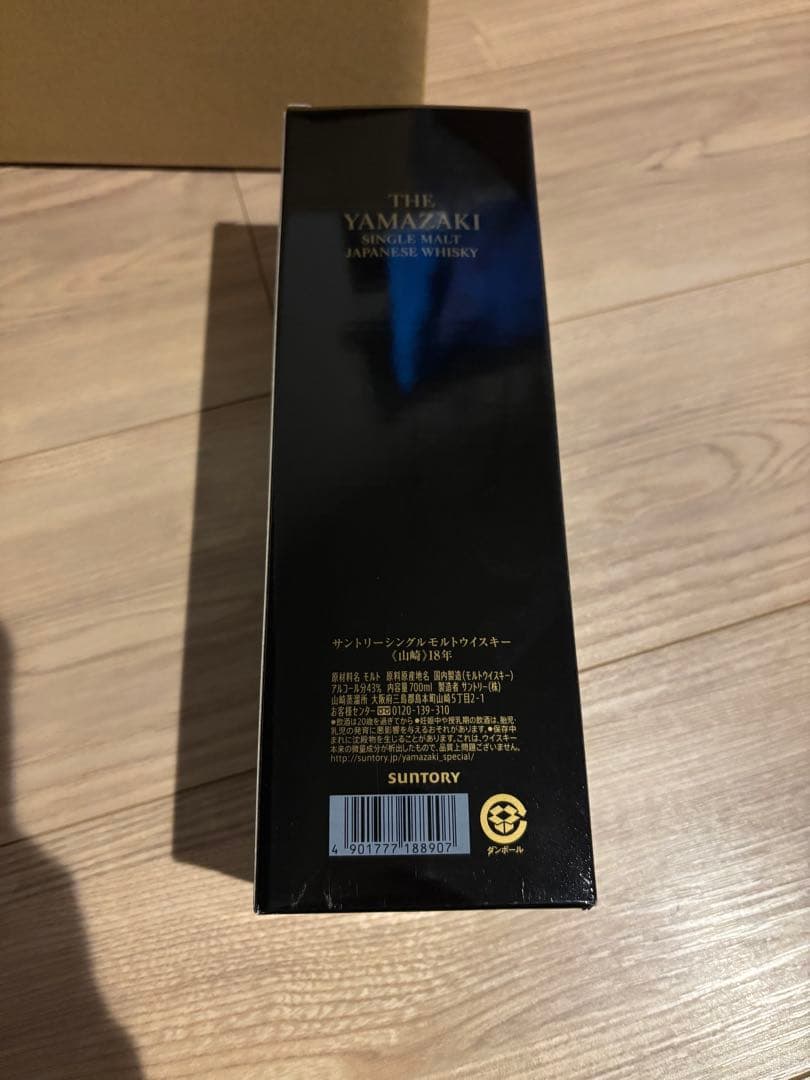 THE
YAMAZAKI
SINGLE MALT
JAPANESE WHISKY
サントリーシングルモルトウイスキー
《山崎》18年
原材料名 モルト 原料原産地名 国内製造(モルトウイスキー)
アルコール分43% 内容量700ml 製造者 サントリー(株)
山崎蒸溜所 大阪府三島郡島本町山崎5丁目2-1
お客様センター 0120-139-310
●飲酒は20歳を過ぎてから ●妊娠中や授乳期の飲酒は、胎児・
乳児の発育に悪影響を与えるおそれがあります。●保存中
まれに沈殿物を生じることがあります。これは、ウイスキー
本来の微量成分が析出したもので、品質上問題ございません。
http://suntory.jp/yamazaki_special/
SUNTORY
4 901777 188907
ダンボール